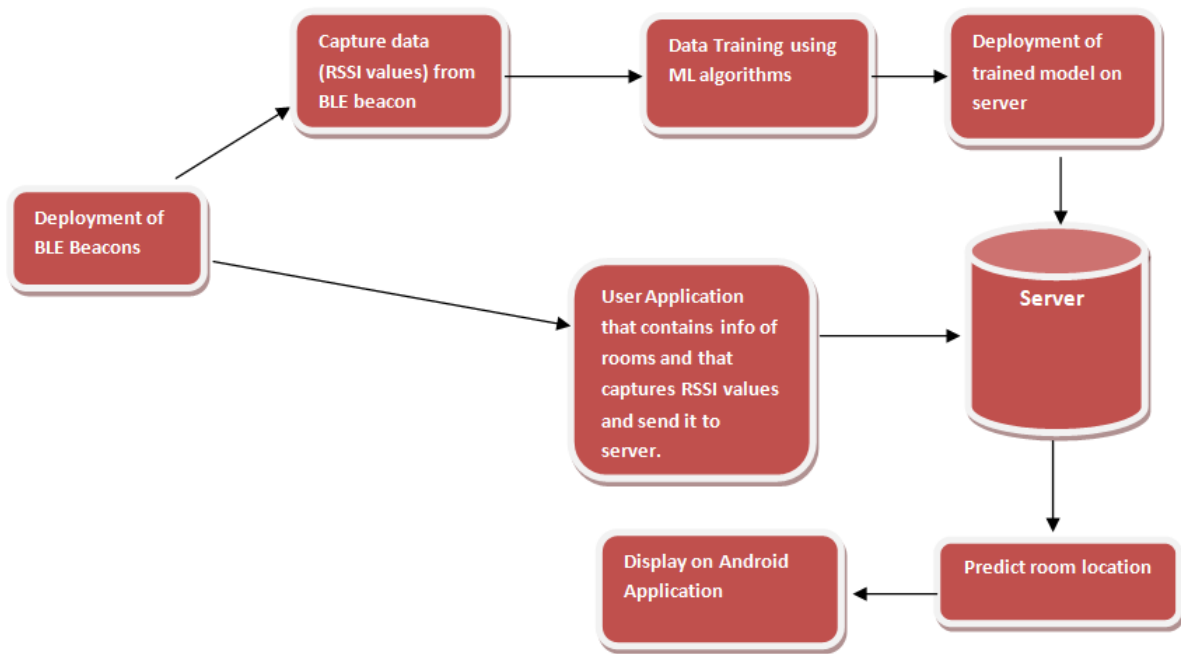 Capture data
(RSSI values) from
BLE beacon
Data Training using
ML algorithms
Deployment of
trained model on
server
Deployment of
BLE Beacons
User Application
that contains info of
rooms and that
captures RSSI values
and send it to
server.
Server
Display on Android
Application
Predict room location